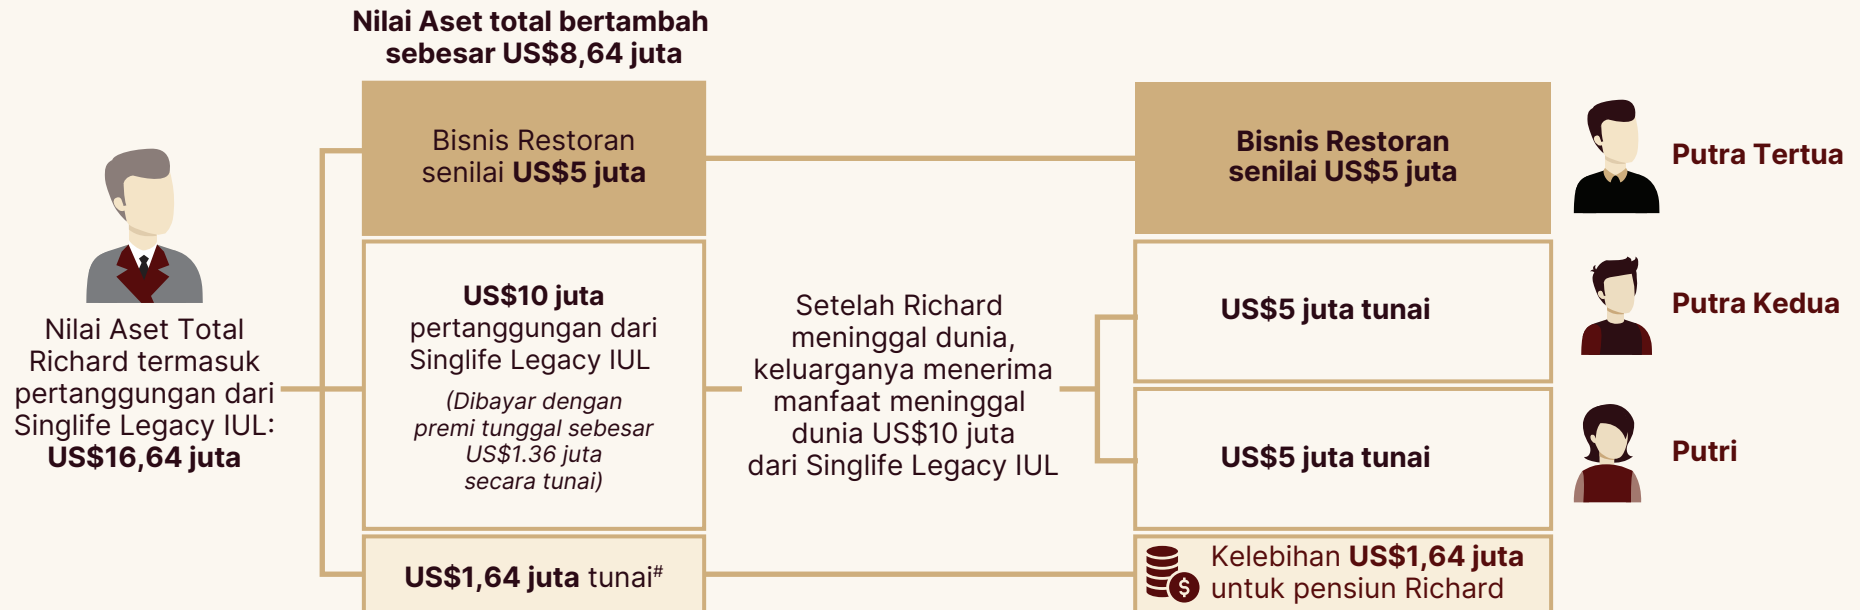 Nilai Aset total bertambah
sebesar US$8,64 juta
Nilai Aset Total
Richard termasuk
pertanggungan dari
Singlife Legacy IUL:
US$16,64 juta
Bisnis Restoran
senilai US$5 juta
US$10 juta
pertanggungan dari
Singlife Legacy IUL
(Dibayar dengan
premi tunggal sebesar
US$1.36 juta
secara tunai)
US$1,64 juta tunai#
Setelah Richard
meninggal dunia,
keluarganya menerima
manfaat meninggal
dunia US$10 juta
dari Singlife Legacy IUL
Bisnis Restoran
senilai US$5 juta
Putra Tertua
US$5 juta tunai
Putra Kedua
US$5 juta tunai
Putri
Kelebihan US$1,64 juta
untuk pensiun Richard